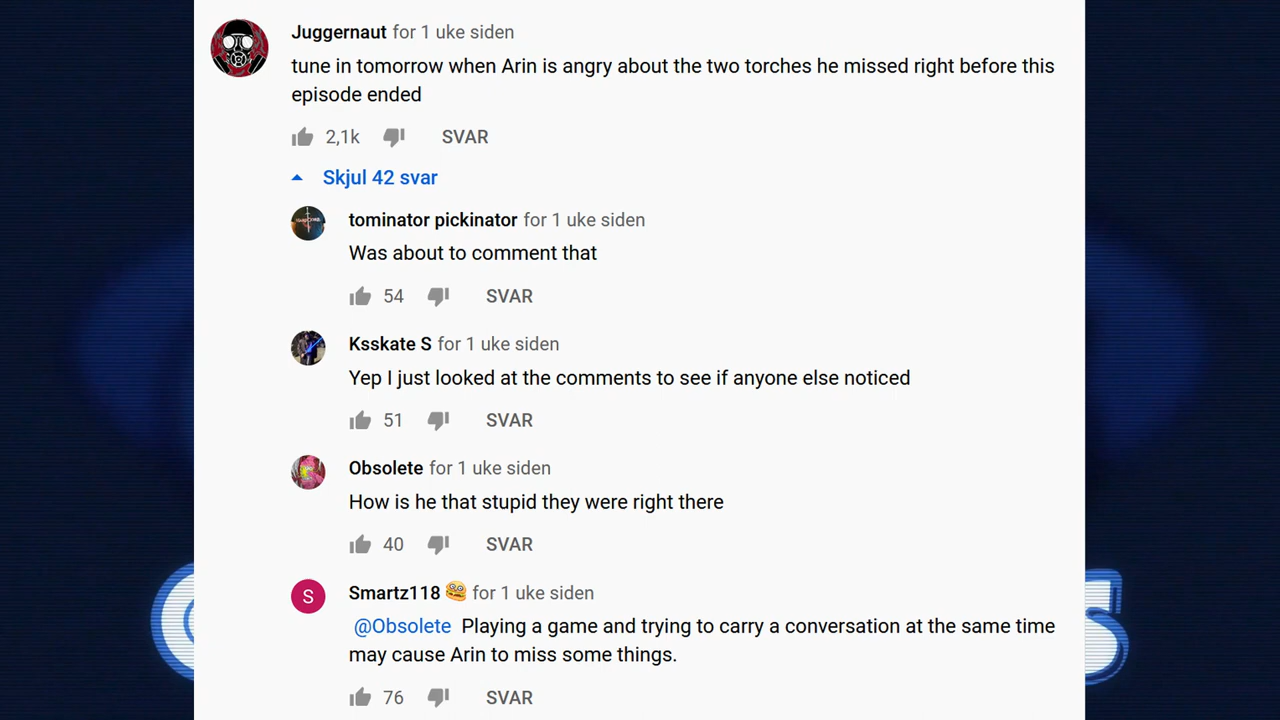 Juggernaut for 1 uke siden
tune in tomorrow when Arin is angry about the two torches he missed right before this
episode ended
2,1k SVAR
Skjul 42 svar
tominator pickinator for 1 uke siden
Was about to comment that
54 SVAR
Ksskate S for 1 uke siden
Yep I just looked at the comments to see if anyone else noticed
51 SVAR
Obsolete for 1 uke siden
How is he that stupid they were right there
40 SVAR
S Smartz118 for 1 uke siden
@Obsolete Playing a game and trying to carry a conversation at the same time
may cause Arin to miss some things.
76 SVAR